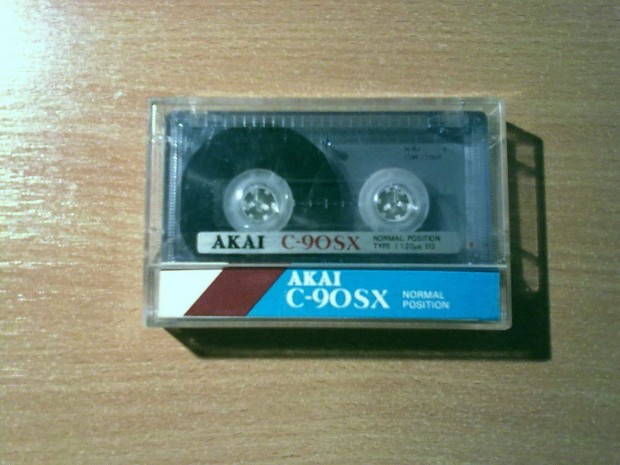 AKAI C-90SX NORMAL POSITION
TYPE I 120µs EQ
AKAI
C-90SX NORMAL
POSITION